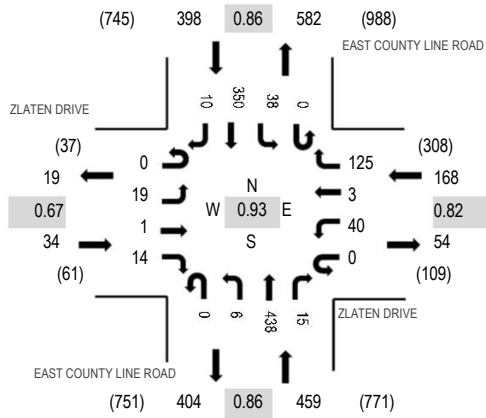 (745) 398 0.86 582 (988)
EAST COUNTY LINE ROAD
10 350 38 0
ZLATEN DRIVE
(37) 0 125 (308)
19 168
19 N 3
0.67 W 0.93 E 0.82
34 1 S 40 54
(61) 14 0 (109)
0 6 438 15
ZLATEN DRIVE
EAST COUNTY LINE ROAD
(751) 404 0.86 459 (771)